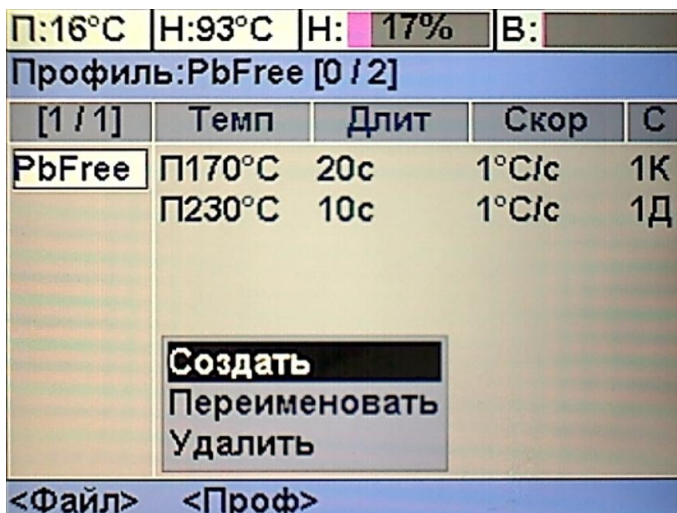 П:16°C Н:93°C Н: 17% В:
Профиль:PbFree [0 / 2]
[1 / 1] Темп Длит Скор С
PbFree П170°C 20с 1°C/с 1К
П230°C 10с 1°C/с 1Д
Создать
Переименовать
Удалить
<Файл> <Проф>